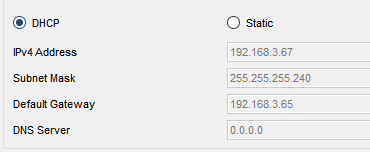 DHCP Static
IPv4 Address 192.168.3.67
Subnet Mask 255.255.255.240
Default Gateway 192.168.3.65
DNS Server 0.0.0.0